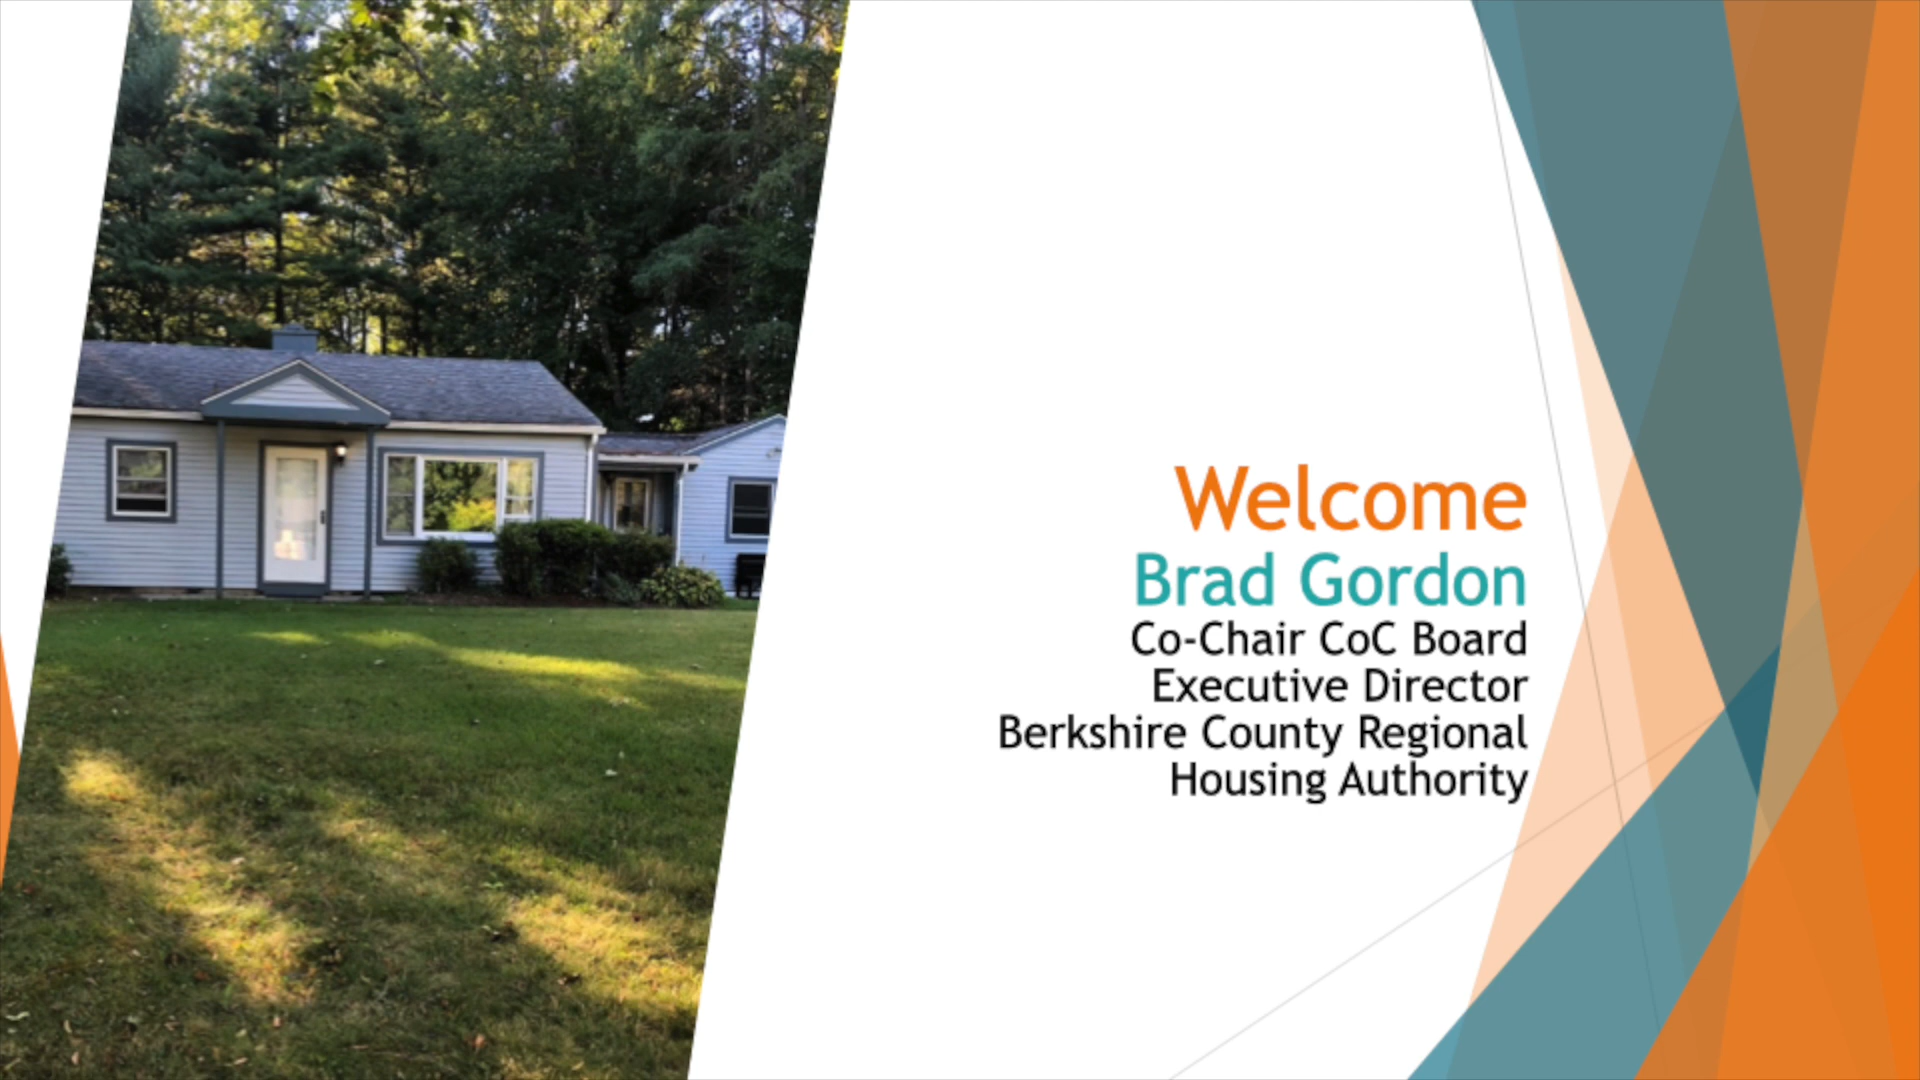 Welcome
Brad Gordon
Co-Chair CoC Board
Executive Director
Berkshire County Regional
Housing Authority